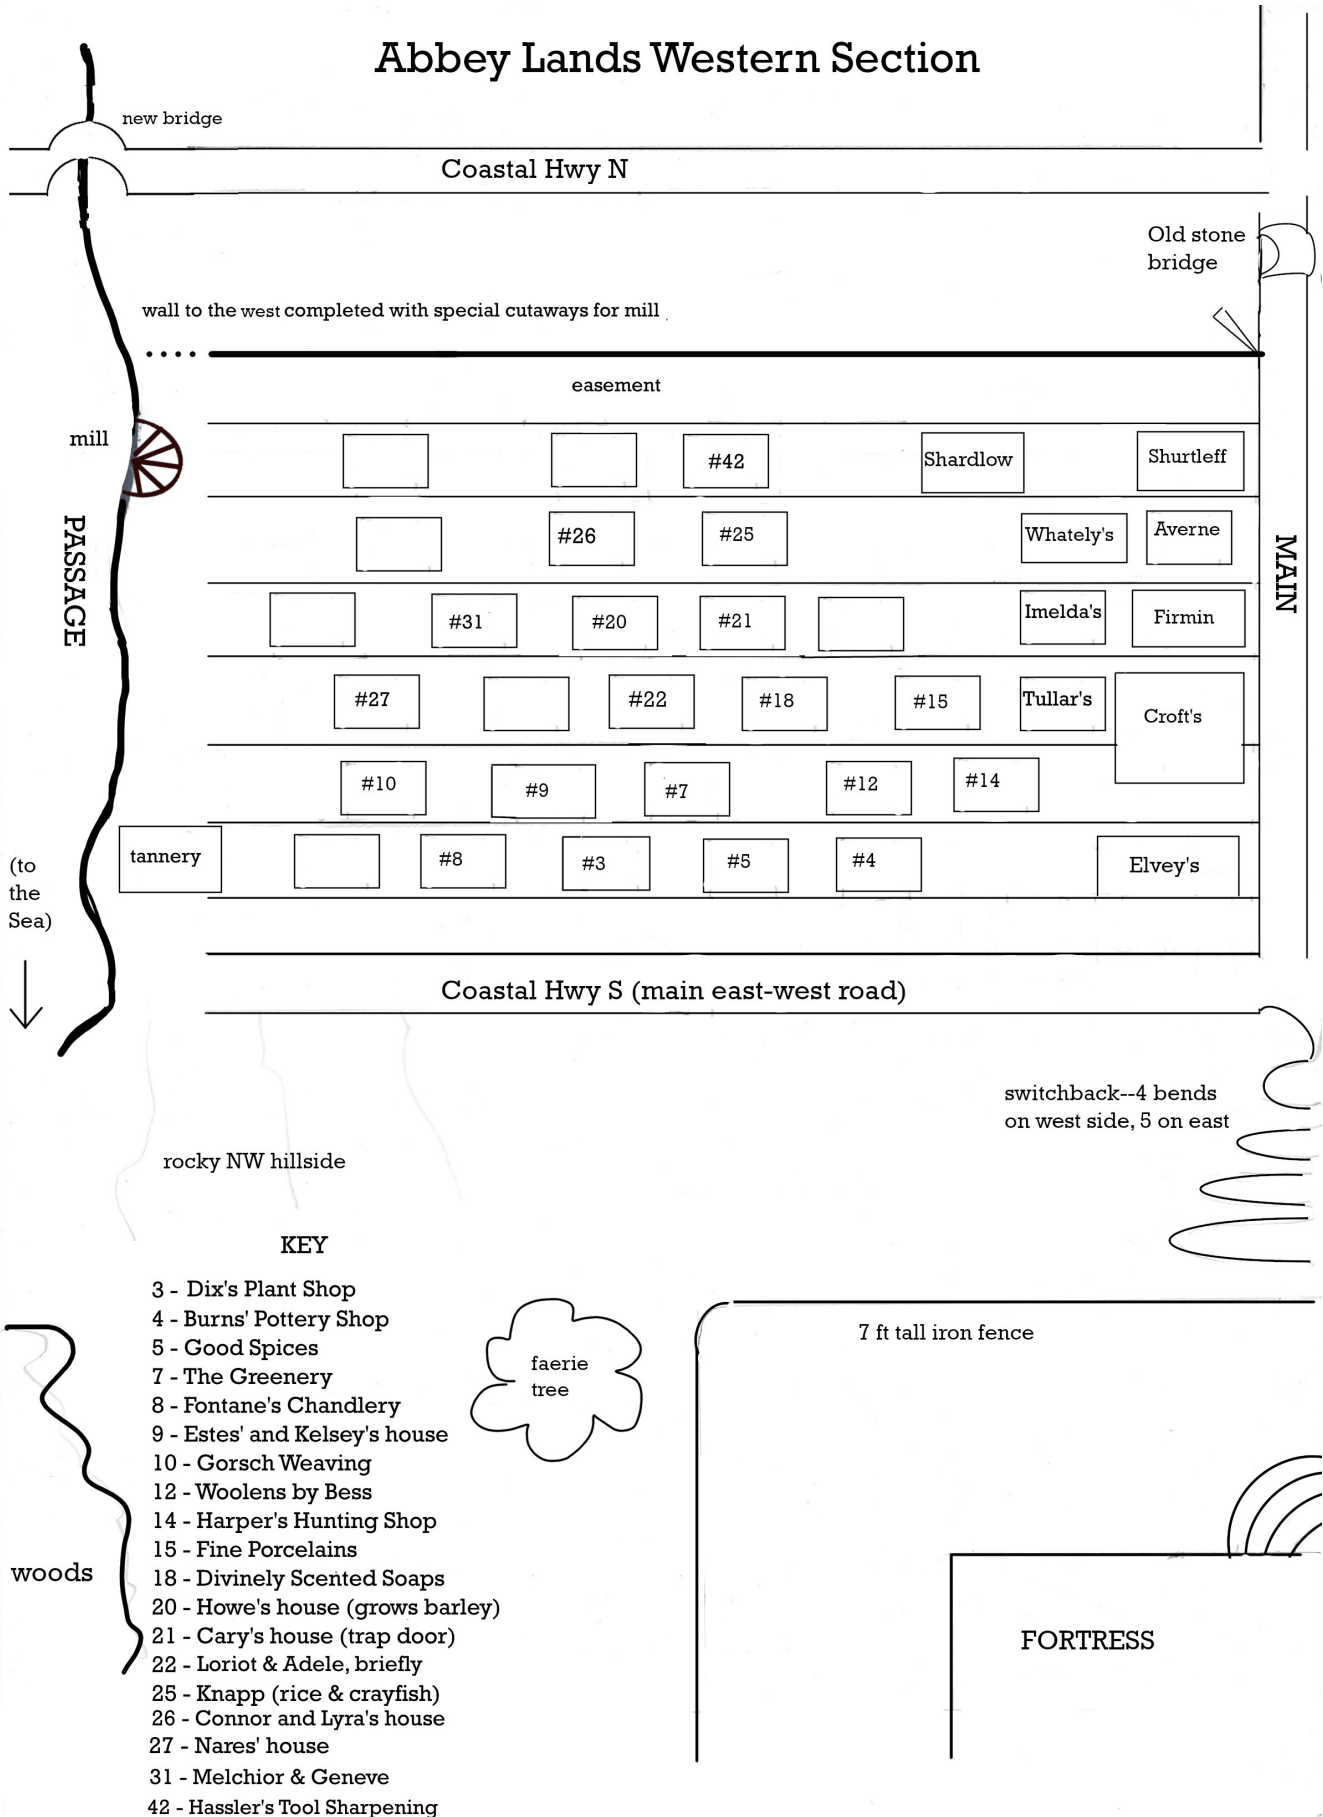 Abbey Lands Western Section
new bridge
Coastal Hwy N
Old stone
bridge
wall to the west completed with special cutaways for mill
easement
mill
#42
Shardlow
Shurtleff
PASSAGE
#26
#25
Whately's
Averne
MAIN
#31
#20
#21
Imelda's
Firmin
#27
#22
#18
#15
Tullar's
Croft's
#10
#9
#7
#12
#14
tannery
#8
#3
#5
#4
Elvey's
(to
the
Sea)
Coastal Hwy S (main east-west road)
switchback--4 bends
on west side, 5 on east
rocky NW hillside
KEY
3 - Dix's Plant Shop
4 - Burns' Pottery Shop
5 - Good Spices
7 - The Greenery
8 - Fontane's Chandlery
9 - Estes' and Kelsey's house
10 - Gorsch Weaving
12 - Woolens by Bess
14 - Harper's Hunting Shop
15 - Fine Porcelains
18 - Divinely Scented Soaps
20 - Howe's house (grows barley)
21 - Cary's house (trap door)
22 - Loriot & Adele, briefly
25 - Knapp (rice & crayfish)
26 - Connor and Lyra's house
27 - Nares' house
31 - Melchior & Geneve
42 - Hassler's Tool Sharpening
faerie
tree
7 ft tall iron fence
woods
FORTRESS